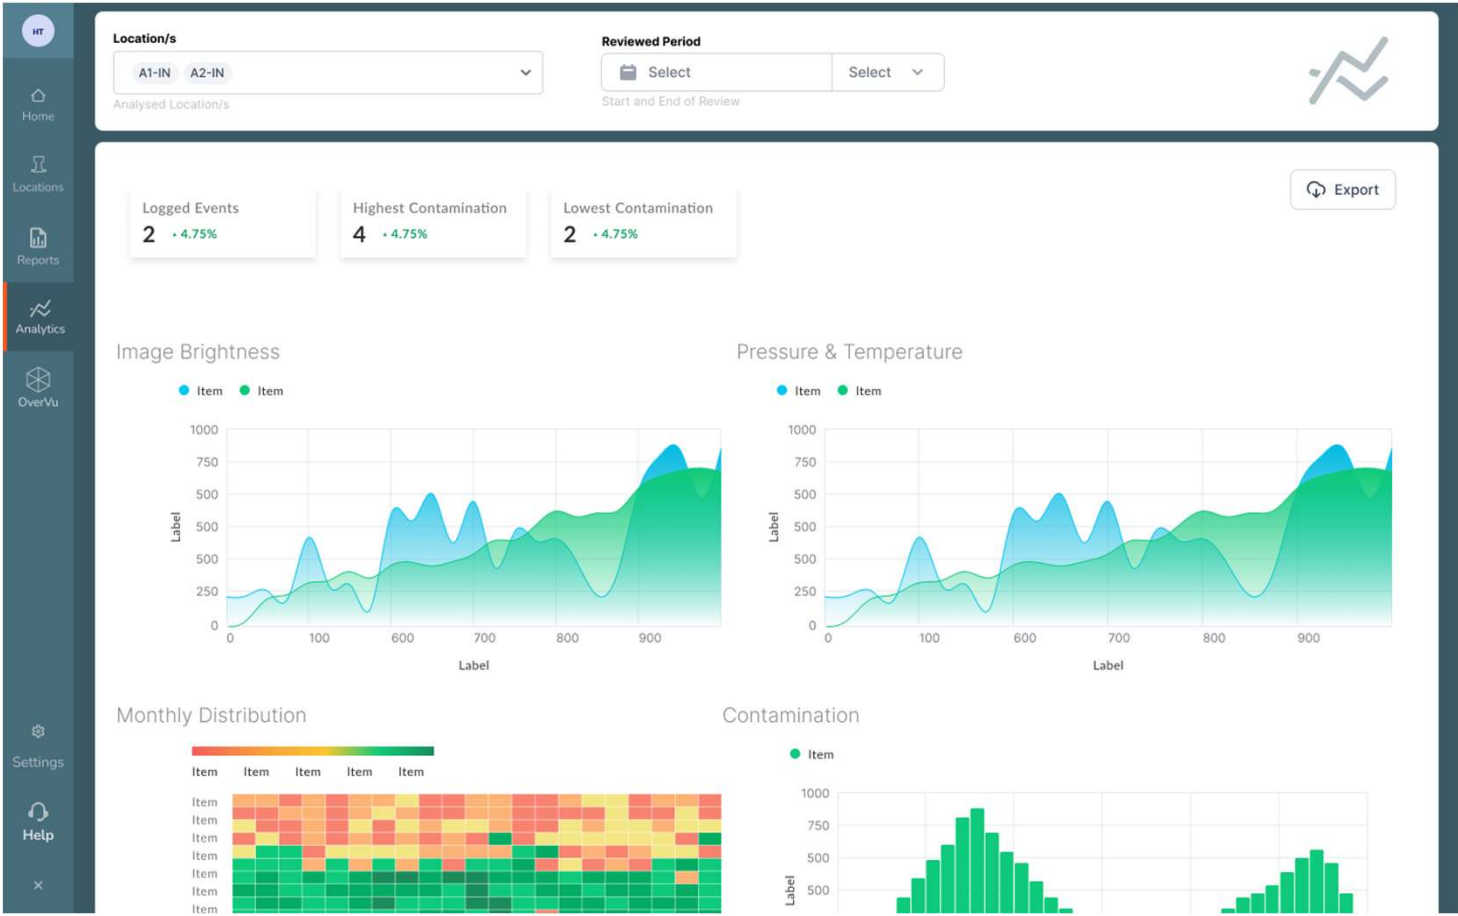 HT
Home
Locations
Reports
Analytics
OverVu
Settings
Help
Location/s
A1-IN A2-IN
Analysed Location/s
Reviewed Period
Select Select
Start and End of Review
Export
Logged Events
2 4.75%
Highest Contamination
4 4.75%
Lowest Contamination
2 4.75%
Image Brightness
Item Item
1000
750
500
500
500
250
0
Label
0 100 600 700 800 900
Label
Pressure & Temperature
Item Item
1000
750
500
500
500
250
0
Label
0 100 600 700 800 900
Label
Monthly Distribution
Item Item Item Item Item
Item
Item
Item
Item
Item
Item
Item
Contamination
Item
1000
750
500
500
Label